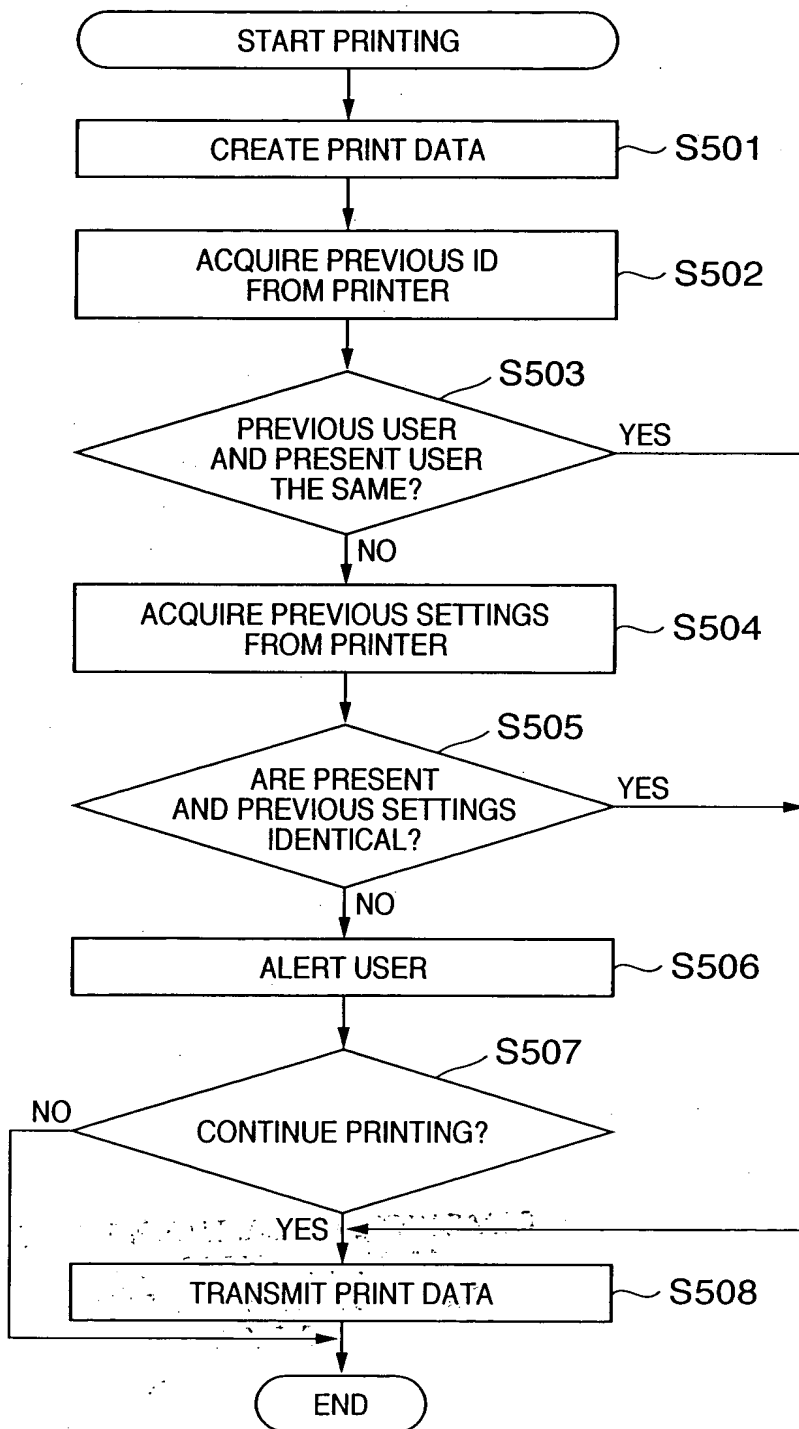 START PRINTING
CREATE PRINT DATA
S501
ACQUIRE PREVIOUS ID
FROM PRINTER
S502
S503
PREVIOUS USER
AND PRESENT USER
THE SAME?
YES
NO
ACQUIRE PREVIOUS SETTINGS
FROM PRINTER
S504
S505
ARE PRESENT
AND PREVIOUS SETTINGS
IDENTICAL?
YES
NO
ALERT USER
S506
S507
NO
CONTINUE PRINTING?
YES
TRANSMIT PRINT DATA
S508
END